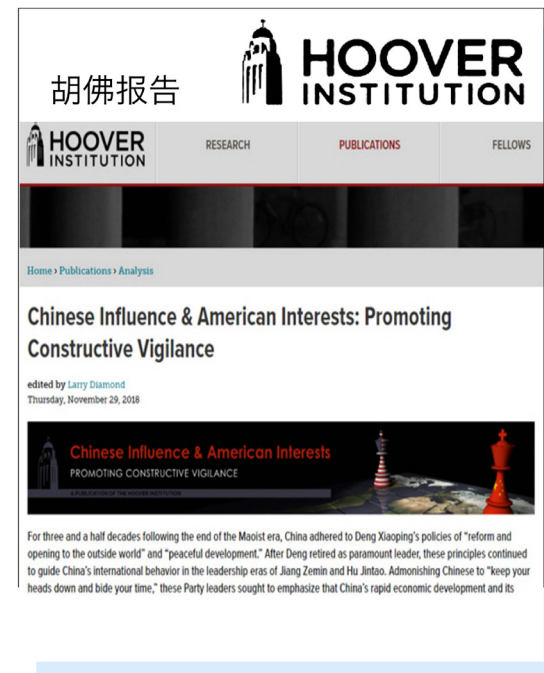 胡佛报告
HOOVER
INSTITUTION
HOOVER
INSTITUTION
RESEARCH
PUBLICATIONS
FELLOWS
Home › Publications › Analysis
Chinese Influence & American Interests: Promoting
Constructive Vigilance
edited by Larry Diamond
Thursday, November 29, 2018
Chinese Influence & American Interests
PROMOTING CONSTRUCTIVE VIGILANCE
A PUBLICATION OF THE HOOVER INSTITUTION
For three and a half decades following the end of the Maoist era, China adhered to Deng Xiaoping's policies of "reform and
opening to the outside world" and "peaceful development." After Deng retired as paramount leader, these principles continued
to guide China's international behavior in the leadership eras of Jiang Zemin and Hu Jintao. Admonishing Chinese to "keep your
heads down and bide your time," these Party leaders sought to emphasize that China's rapid economic development and its